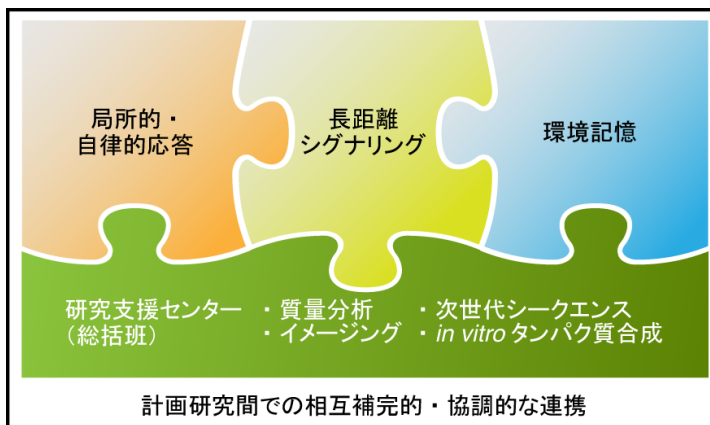 局所的・
自律的応答
長距離
シグナリング
環境記憶
研究支援センター
（総括班）
・質量分析
・イメージング
・次世代シークエンス
・in vitro タンパク質合成
計画研究間での相互補完的・協調的な連携